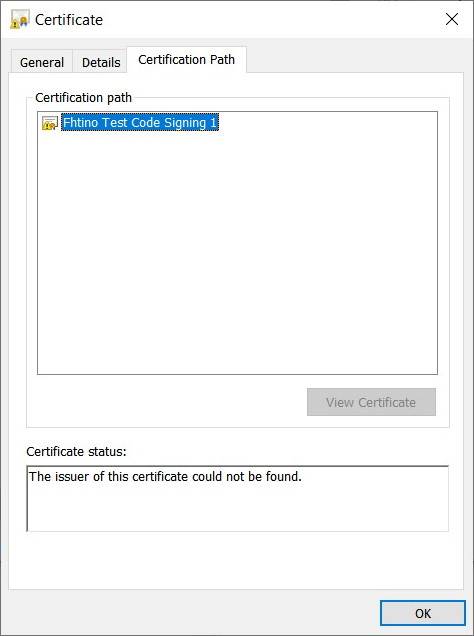 Certificate
General
Details
Certification Path
Certification path
Fhtino Test Code Signing 1
View Certificate
Certificate status:
The issuer of this certificate could not be found.
OK